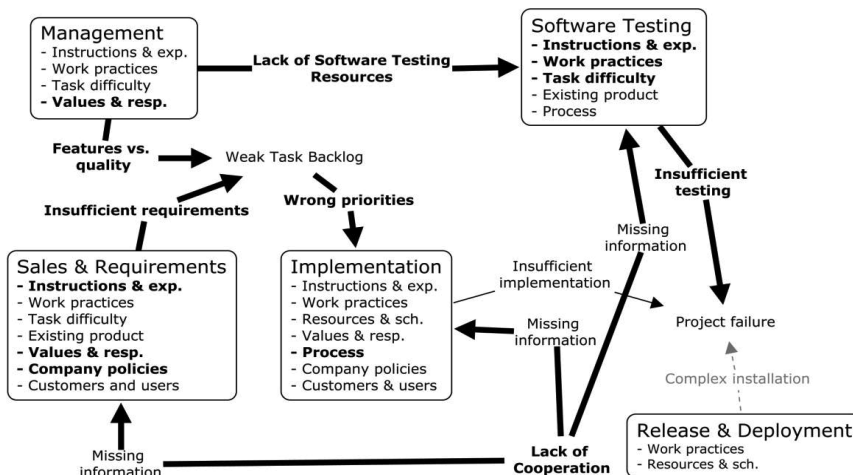 Management
- Instructions & exp.
- Work practices
- Task difficulty
- Values & resp.
Lack of Software Testing
Resources
Software Testing
- Instructions & exp.
- Work practices
- Task difficulty
- Existing product
- Process
Features vs.
quality
Weak Task Backlog
Insufficient requirements
Wrong priorities
Insufficient
testing
Missing
information
Sales & Requirements
- Instructions & exp.
- Work practices
- Task difficulty
- Existing product
- Values & resp.
- Company policies
- Customers and users
Implementation
- Instructions & exp.
- Work practices
- Resources & sch.
- Values & resp.
- Process
- Company policies
- Customers & users
Insufficient
implementation
Missing
information
Project failure
Complex installation
Release & Deployment
- Work practices
- Resources & sch.
Missing
information
Lack of
Cooperation